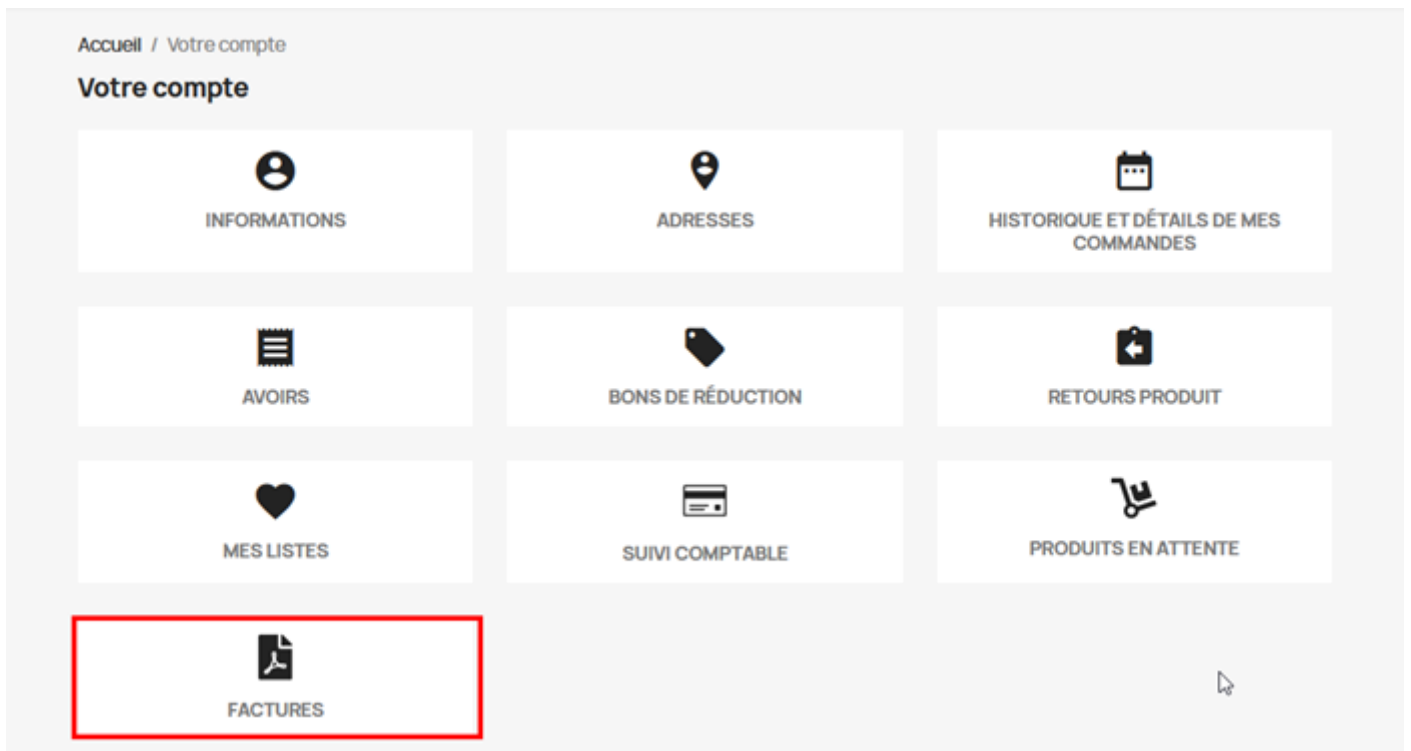 Accueil / Votre compte
Votre compte
INFORMATIONS
ADRESSES
HISTORIQUE ET DÉTAILS DE MES
COMMANDES
AVOIRS
BONS DE RÉDUCTION
RETOURS PRODUIT
MES LISTES
SUIVI COMPTABLE
PRODUITS EN ATTENTE
FACTURES